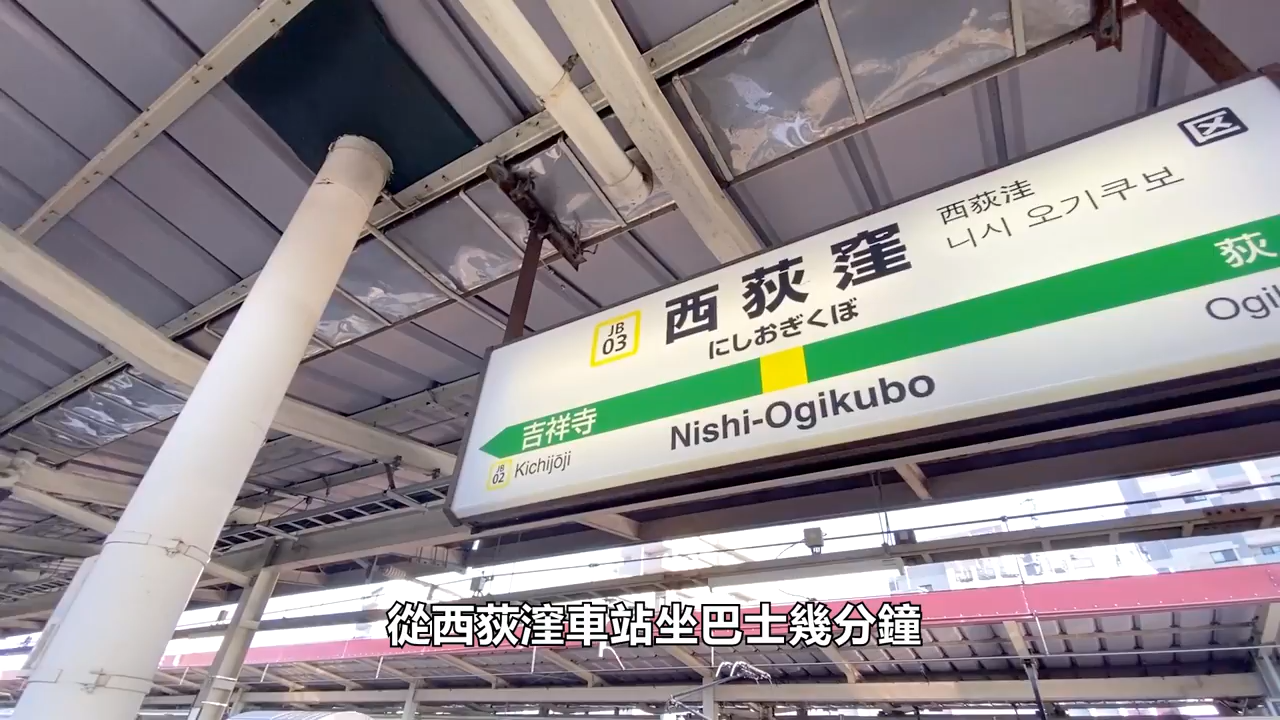 区
西荻洼
니시 오기쿠보
JB
03
西荻窪
にしおぎくぼ
荻
吉祥寺
Nishi-Ogikubo
JB
02
Kichijōji
從西荻窪車站坐巴士幾分鐘